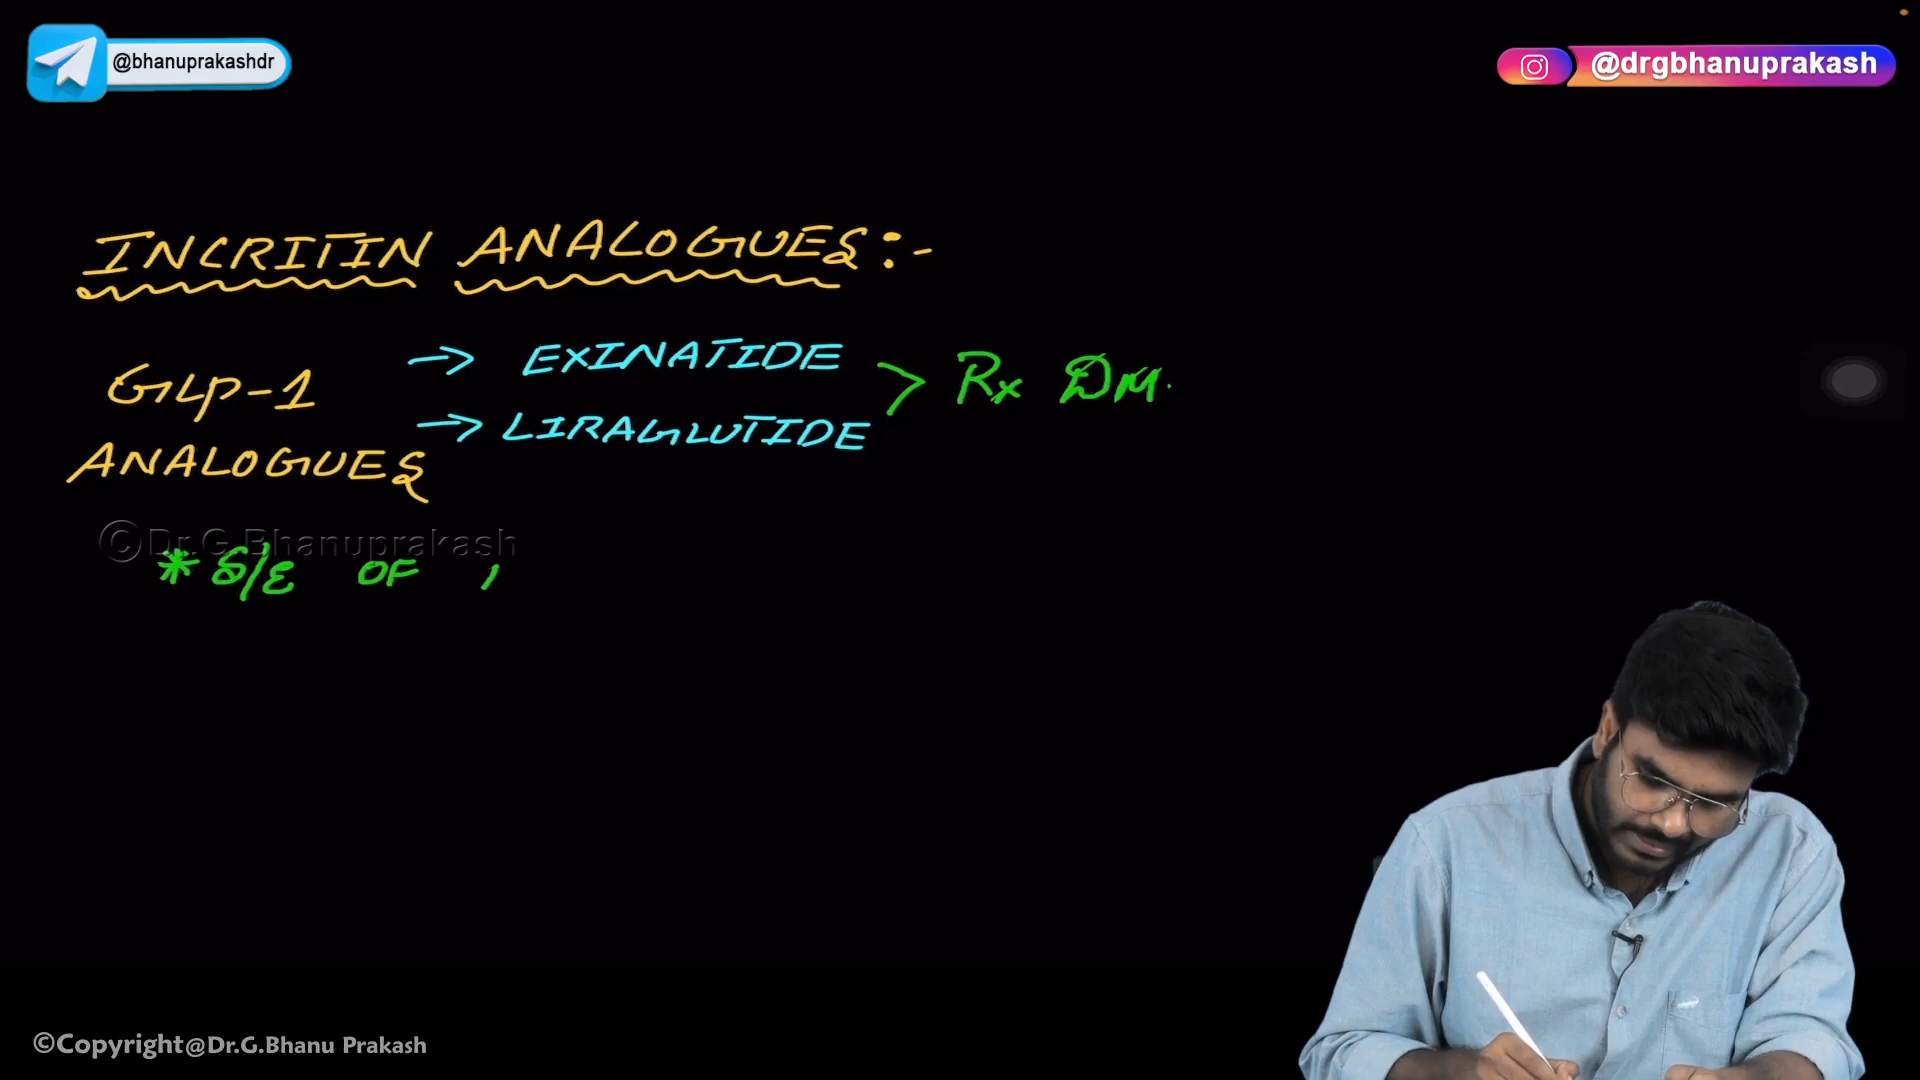 @bhanuprakashdr
@drgbhanuprakash
INCRITIN ANALOGUES:-
GLP-1 → EXINATIDE > Rx DM.
ANALOGUES → LIRAGLUTIDE
©Dr.G.Bhanuprakash
* S/E OF
©Copyright@Dr.G.Bhanu Prakash